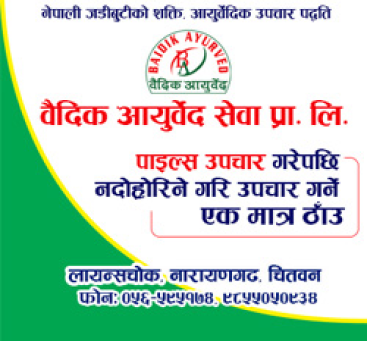 नेपाली जडीबुटीको शक्ति, आयुर्वेदिक उपचार पद्वति
BAIDIK AYURVED
वैदिक आयुर्वेद
वैदिक आयुर्वेद सेवा प्रा. लि.
पाइल्स उपचार गरेपछि
नदोहोरिने गरि उपचार गर्ने
एक मात्र ठाँउ
लायन्सचोक, नारायणगढ, चितवन
फोन: ०५६-५९५१७४, ९८५५०५०९३४